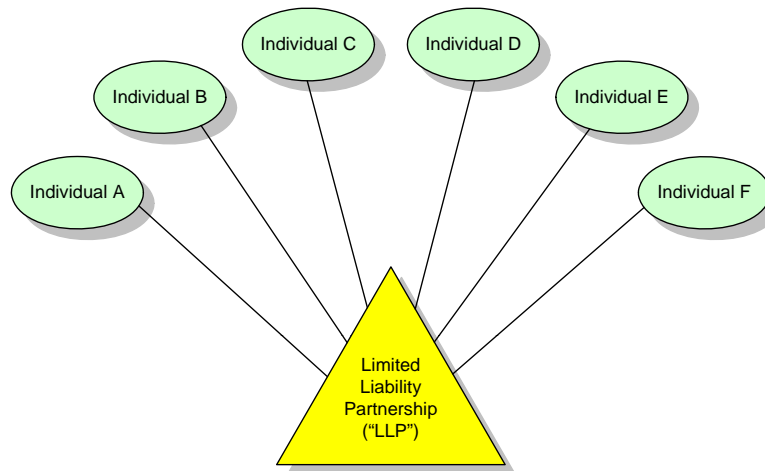 Individual C
Individual D
Individual B
Individual E
Individual A
Individual F
Limited
Liability
Partnership
(“LLP”)